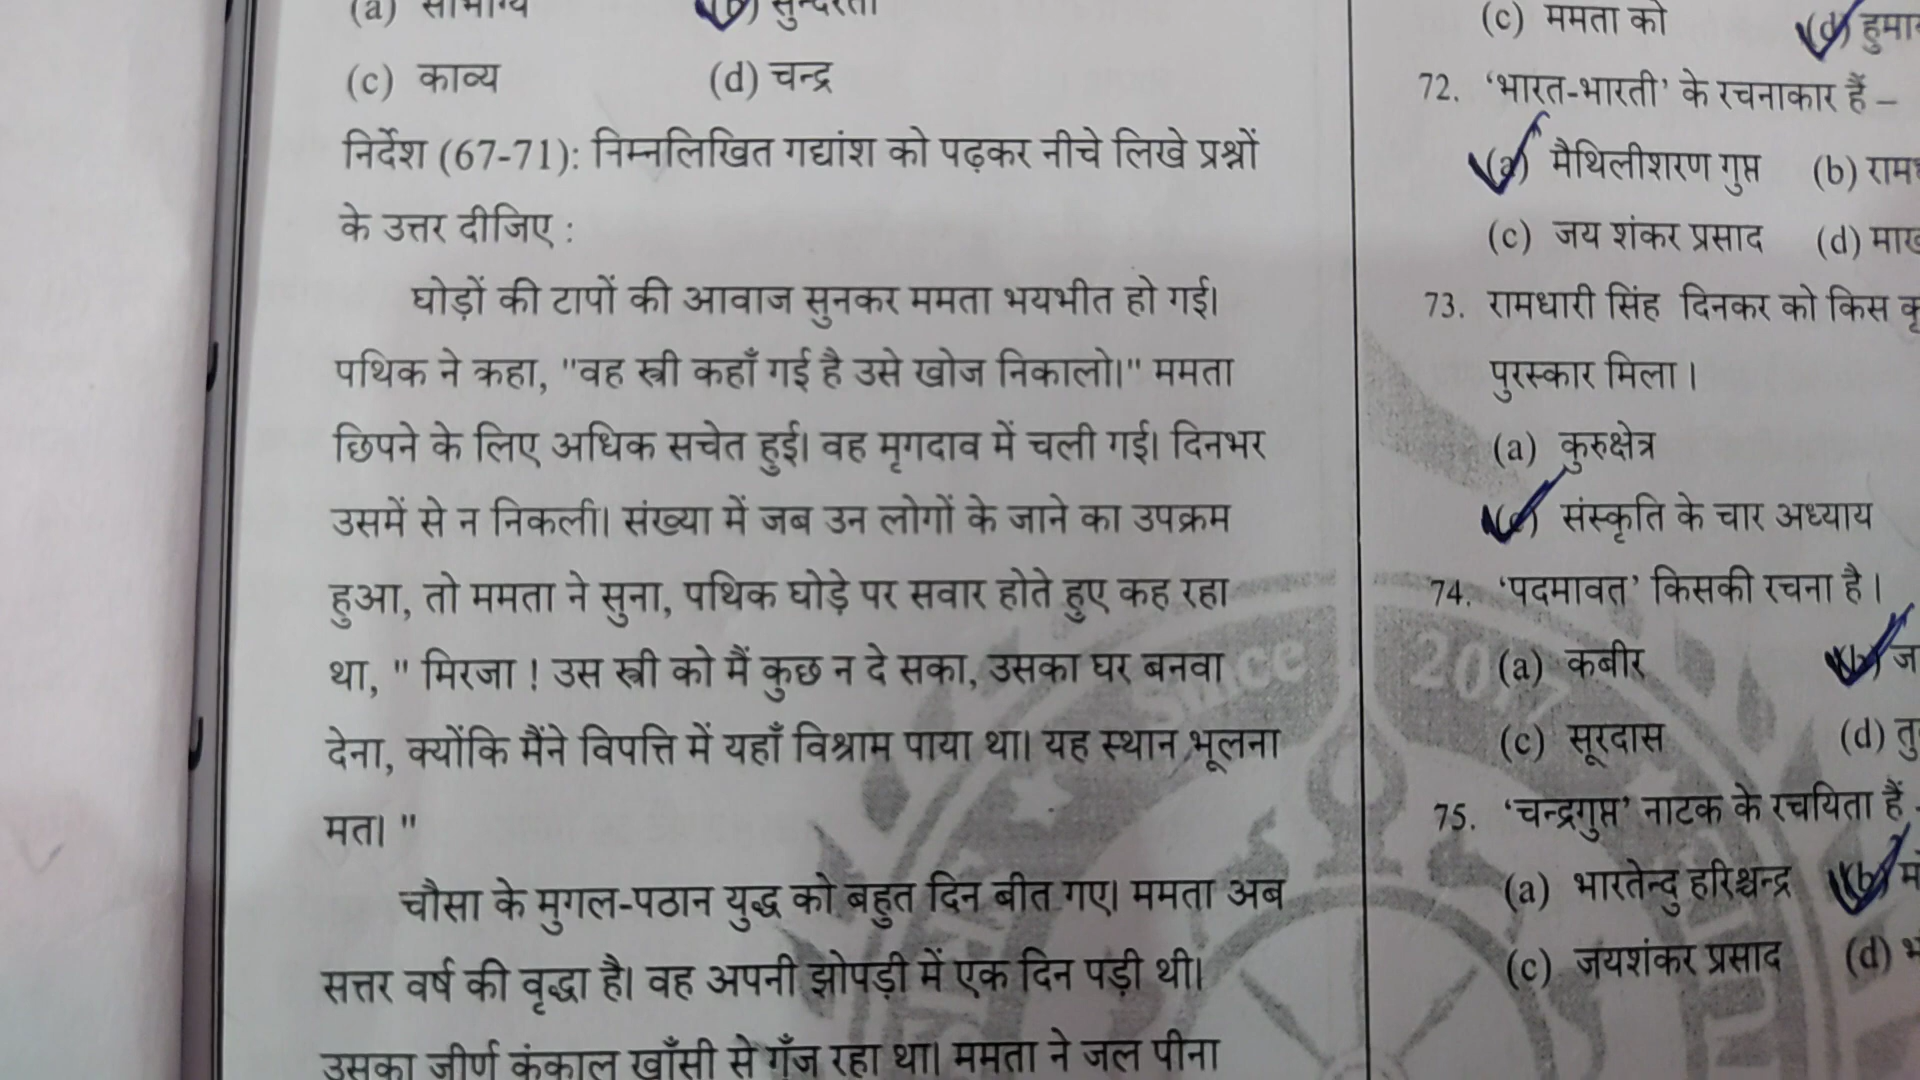 (a) सौभाग्य (b) सुन्दरता
(c) काव्य (d) चन्द्र
निर्देश (67-71): निम्नलिखित गद्यांश को पढ़कर नीचे लिखे प्रश्नों
के उत्तर दीजिए :
घोड़ों की टापों की आवाज सुनकर ममता भयभीत हो गई।
पथिक ने कहा, "वह स्त्री कहाँ गई है उसे खोज निकालो।" ममता
छिपने के लिए अधिक सचेत हुई। वह मृगदाव में चली गई। दिनभर
उसमें से न निकली। संख्या में जब उन लोगों के जाने का उपक्रम
हुआ, तो ममता ने सुना, पथिक घोड़े पर सवार होते हुए कह रहा
था, " मिरजा ! उस स्त्री को मैं कुछ न दे सका, उसका घर बनवा
देना, क्योंकि मैंने विपत्ति में यहाँ विश्राम पाया था। यह स्थान भूलना
मत। "
चौसा के मुगल-पठान युद्ध को बहुत दिन बीत गए। ममता अब
सत्तर वर्ष की वृद्धा है। वह अपनी झोपड़ी में एक दिन पड़ी थी।
उसका जीर्ण कंकाल खाँसी से गूँज रहा था। ममता ने जल पीना
(c) ममता को (d)
72. ‘भारत-भारती’ के रचनाकार हैं –
(a) मैथिलीशरण गुप्त (b)
(c) जय शंकर प्रसाद (d)
73. रामधारी सिंह दिनकर को किस
पुरस्कार मिला ।
(a) कुरुक्षेत्र
(c) संस्कृति के चार अध्याय
74. ‘पदमावत’ किसकी रचना है ।
(a) कबीर (b)
(c) सूरदास (d)
75. ‘चन्द्रगुप्त’ नाटक के रचयिता हैं
(a) भारतेन्दु हरिश्चन्द्र (b)
(c) जयशंकर प्रसाद (d)
Since 2017